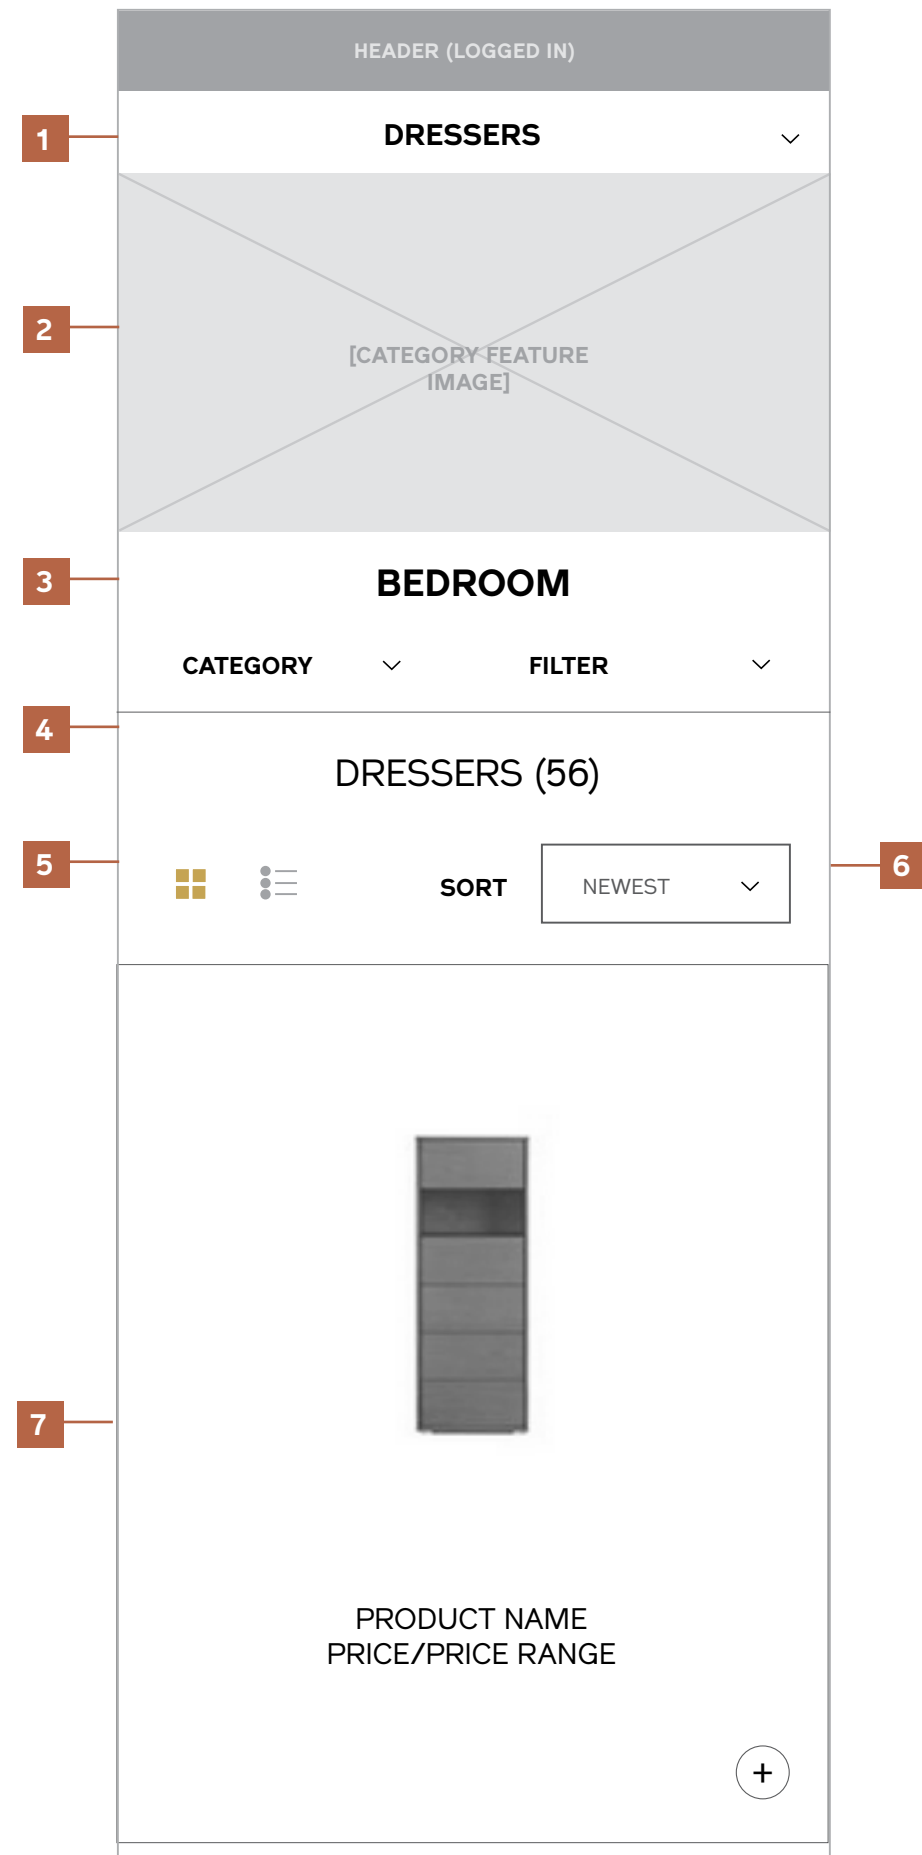 HEADER (LOGGED IN)
1
DRESSERS
2
[CATEGORY FEATURE
IMAGE]
3
BEDROOM
CATEGORY
FILTER
4
DRESSERS (56)
5
SORT
NEWEST
6
7
PRODUCT NAME
PRICE/PRICE RANGE
+